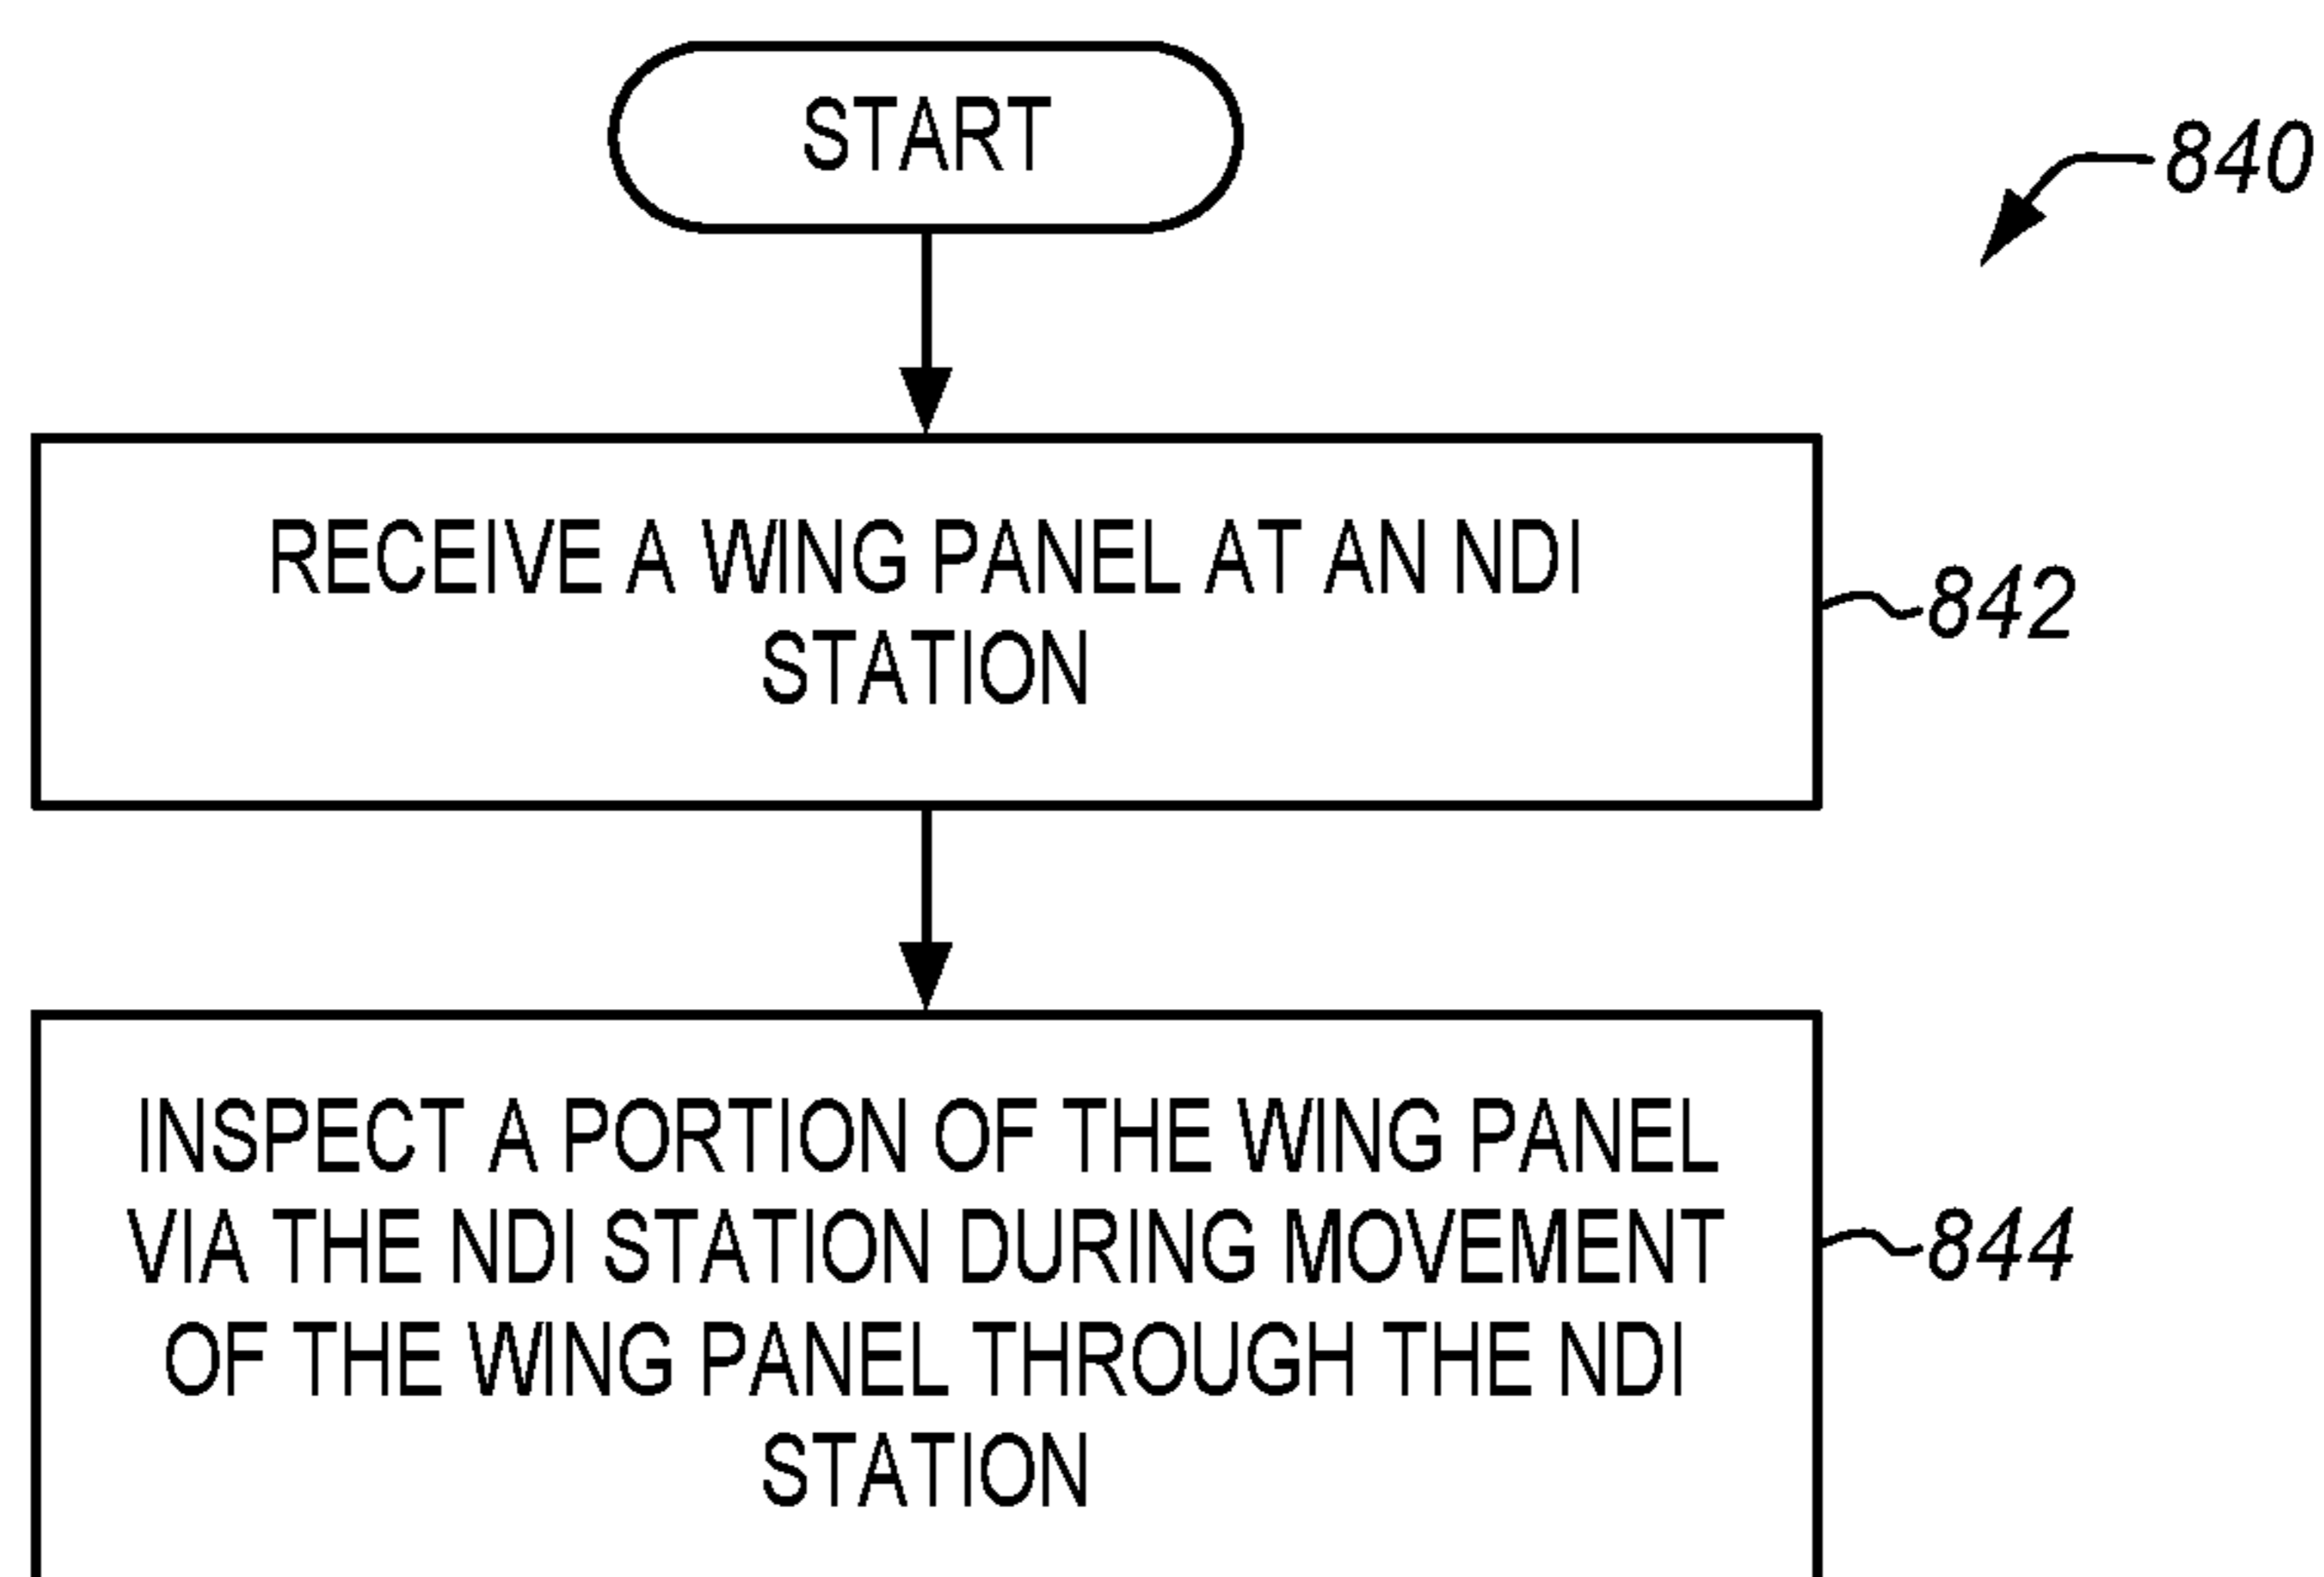 START
840
RECEIVE A WING PANEL AT AN NDI
STATION
842
INSPECT A PORTION OF THE WING PANEL
VIA THE NDI STATION DURING MOVEMENT
OF THE WING PANEL THROUGH THE NDI
STATION
844